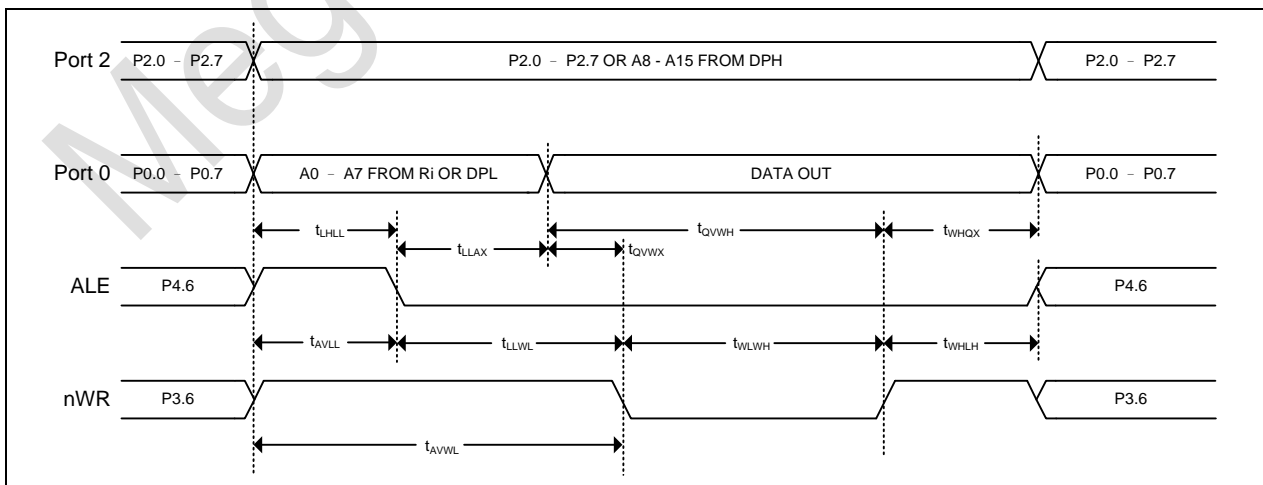 Meg
Port 2 P2.0 – P2.7 P2.0 – P2.7 OR A8 - A15 FROM DPH P2.0 – P2.7
Port 0 P0.0 – P0.7 A0 – A7 FROM Ri OR DPL DATA OUT P0.0 – P0.7
tLHLL tQVWH tWHQX
tLLAX tQVWX
ALE P4.6 P4.6
tAVLL tLLWL tWLWH tWHLH
nWR P3.6 P3.6
tAVWL